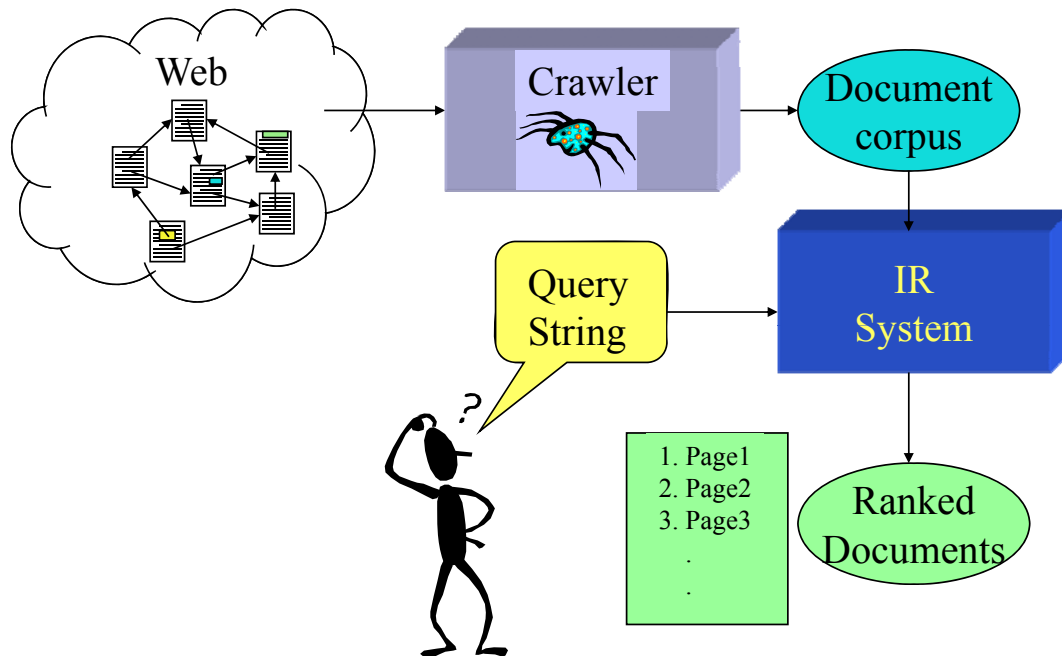 Web
Crawler
Document
corpus
Query
String
IR
System
?
1. Page1
2. Page2
3. Page3
.
.
Ranked
Documents